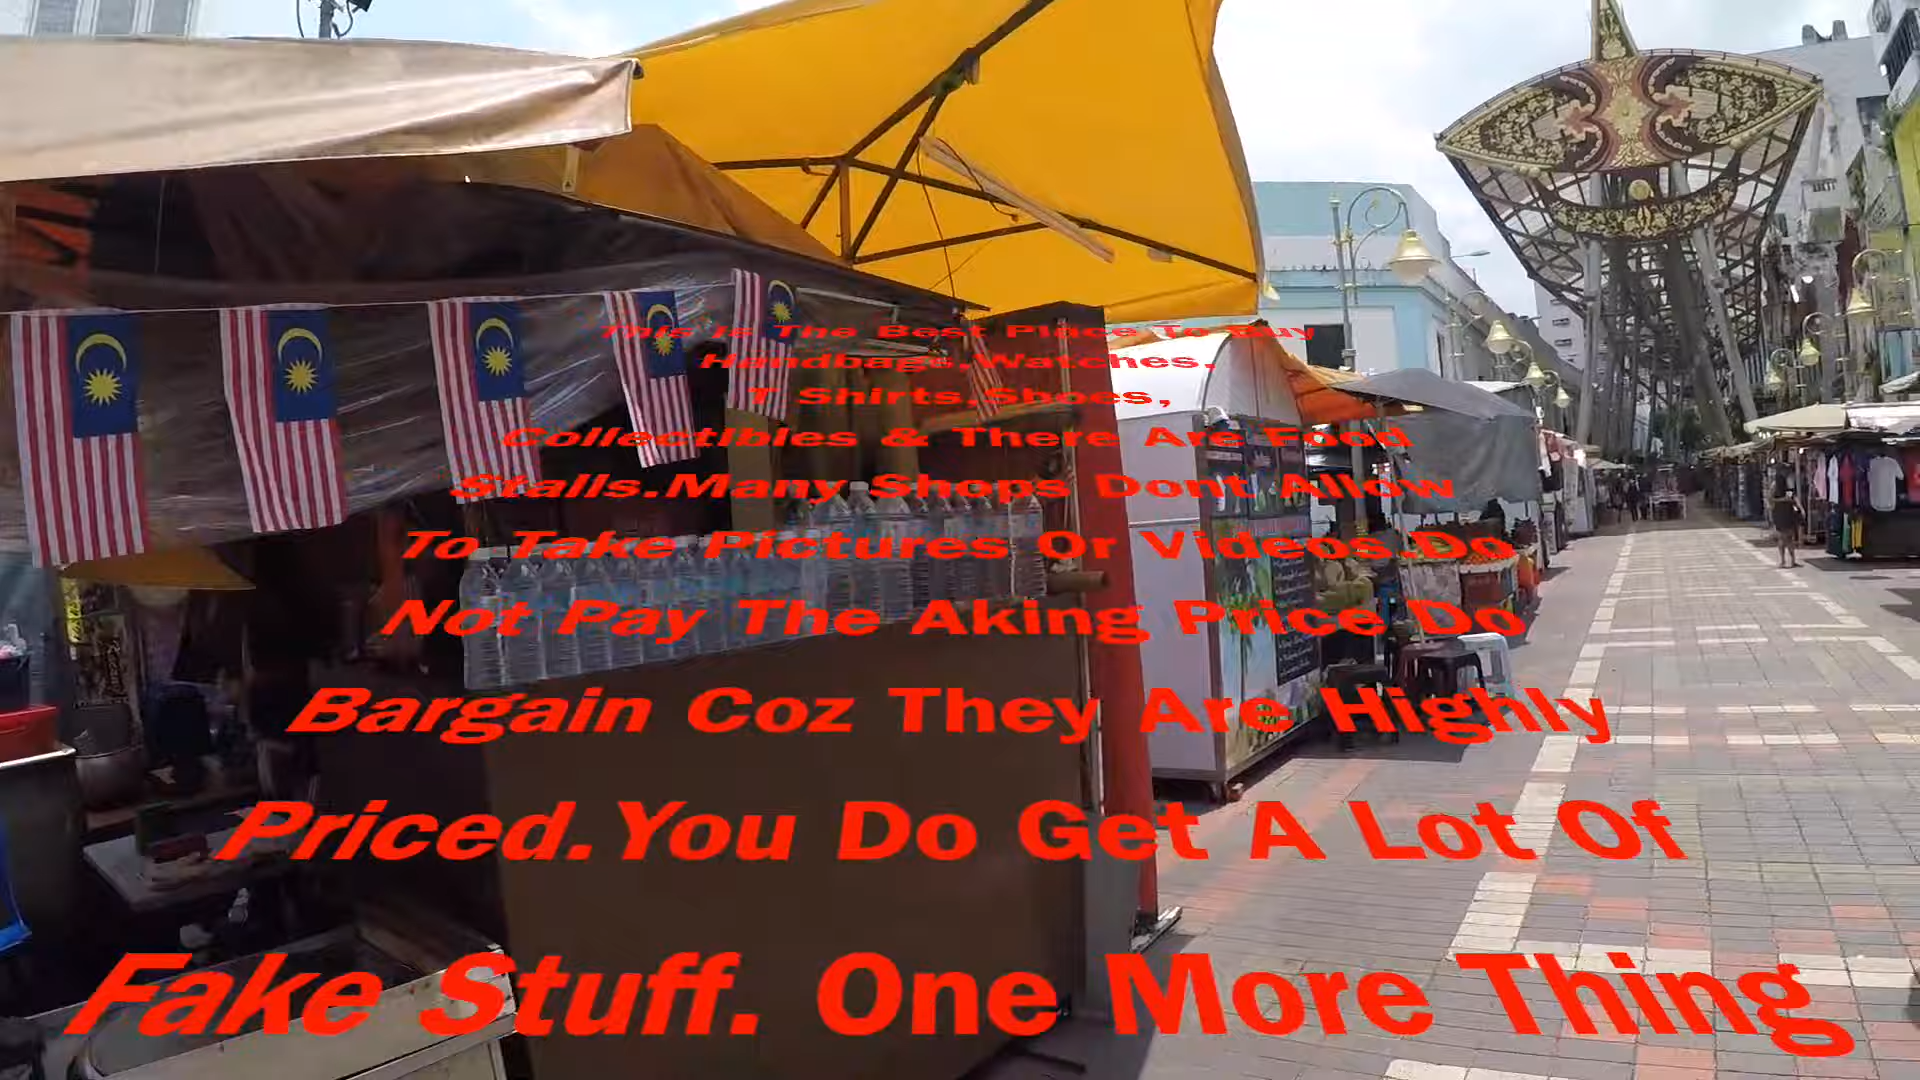 This Is The Best Place To Buy
Handbags,Watches,
T Shirts,Shoes,
Collectibles & There Are Food
Stalls.Many Shops Dont Allow
To Take Pictures Or Videos.Do
Not Pay The Aking Price Do
Bargain Coz They Are Highly
Priced.You Do Get A Lot Of
Fake Stuff. One More Thing